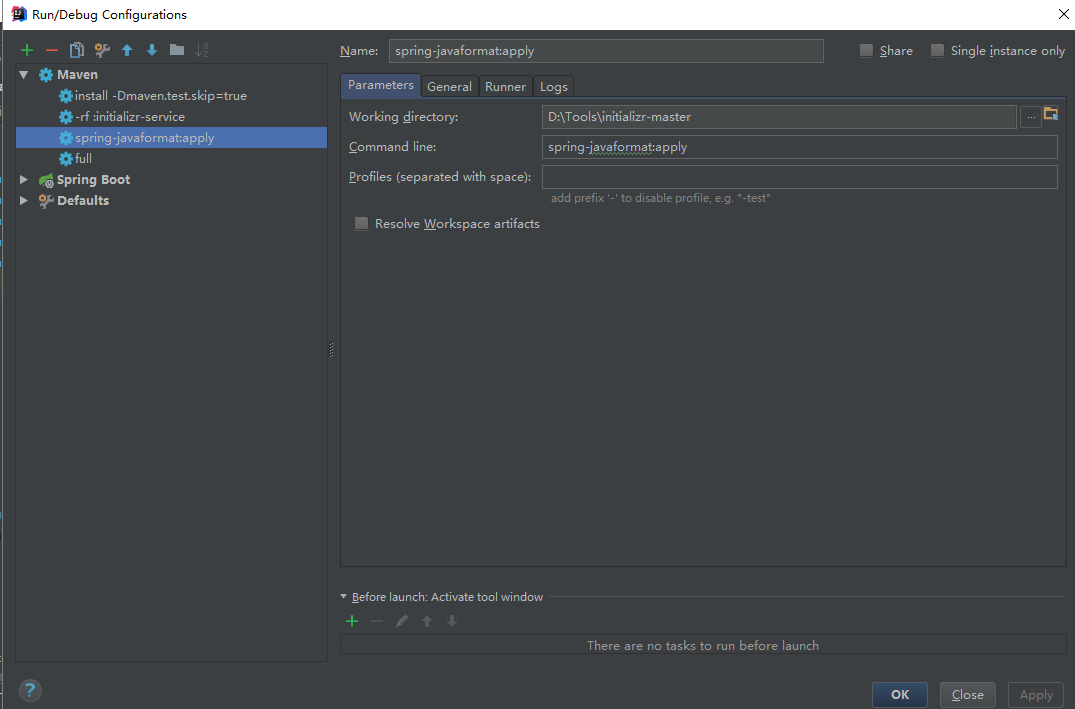 Run/Debug Configurations
Name: spring-javaformat:apply Share Single instance only
Maven
install -Dmaven.test.skip=true
-rf :initializr-service
spring-javaformat:apply
full
Spring Boot
Defaults
Parameters General Runner Logs
Working directory: D:\Tools\initializr-master ...
Command line: spring-javaformat:apply
Profiles (separated with space):
add prefix '-' to disable profile, e.g. "-test"
Resolve Workspace artifacts
Before launch: Activate tool window
There are no tasks to run before launch
?
OK Close Apply